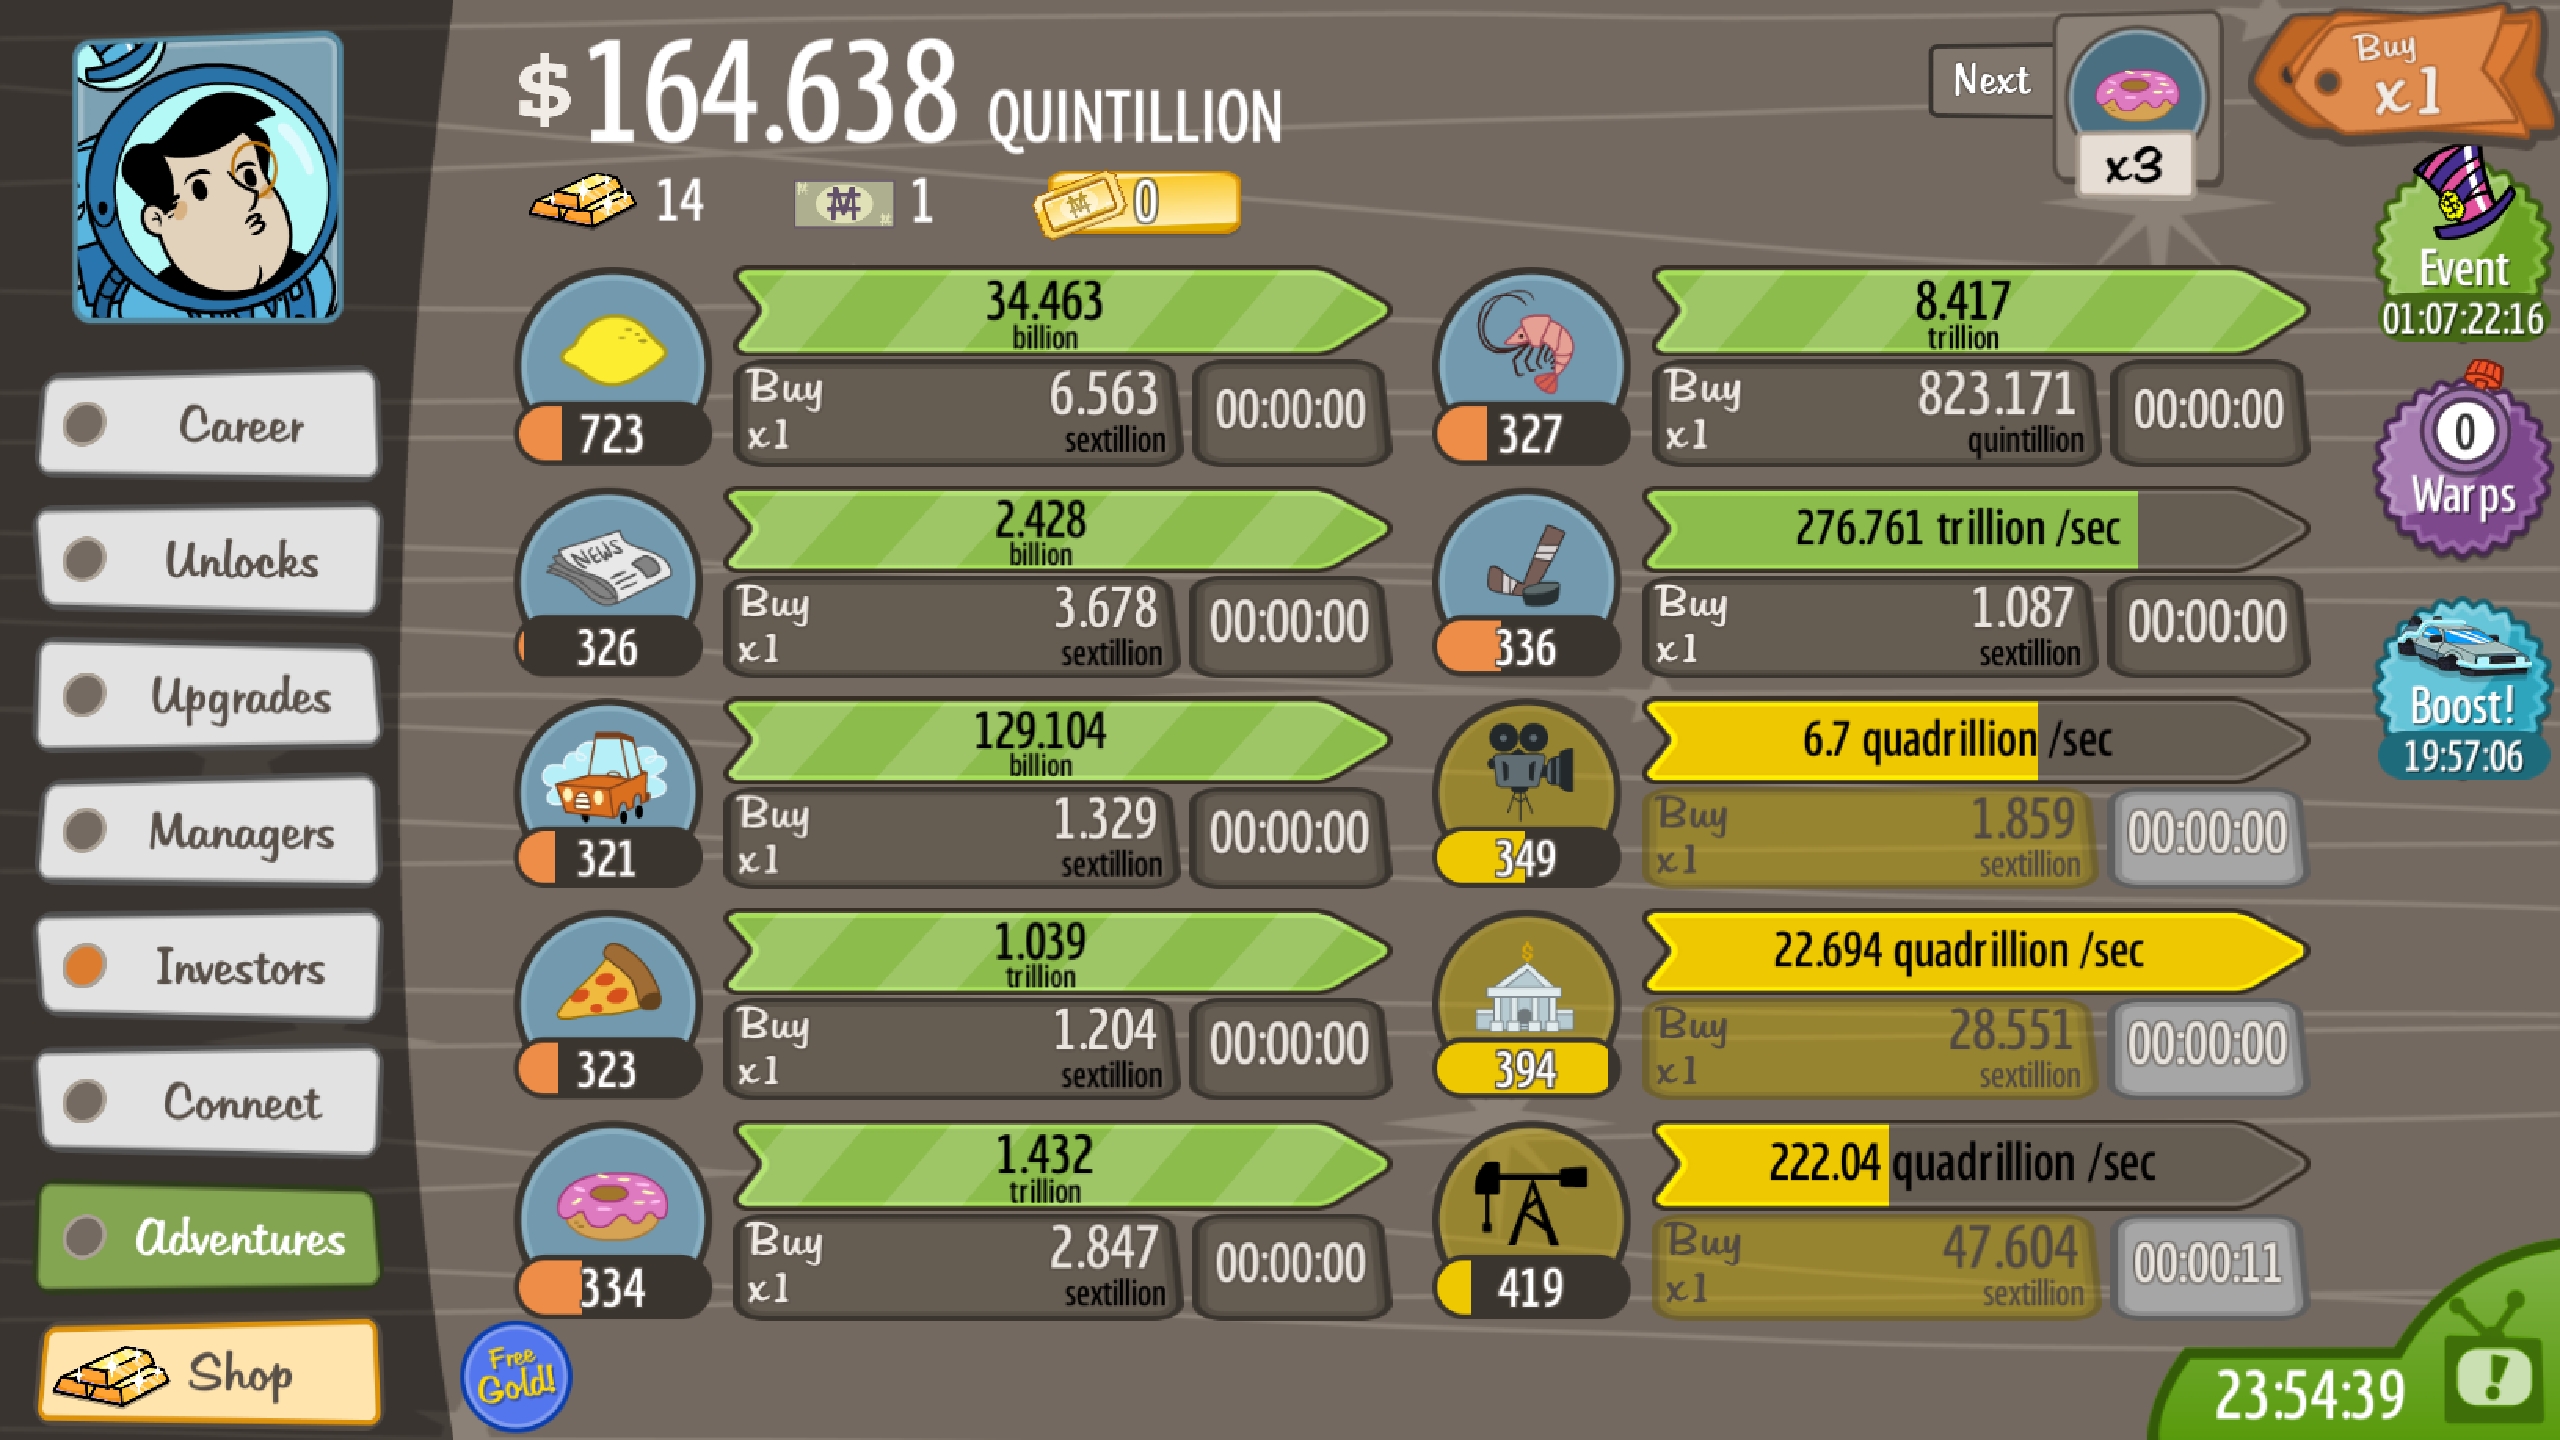 $164.638 QUINTILLION
14
1
0
Next
x3
Buy
x1
Event
01:07:22:16
0
Warps
Boost!
19:57:06
Career
Unlocks
Upgrades
Managers
Investors
Connect
Adventures
Shop
723
34.463
billion
Buy
x1
6.563
sextillion
00:00:00
NEWS
326
2.428
billion
Buy
x1
3.678
sextillion
00:00:00
321
129.104
billion
Buy
x1
1.329
sextillion
00:00:00
323
1.039
trillion
Buy
x1
1.204
sextillion
00:00:00
334
1.432
trillion
Buy
x1
2.847
sextillion
00:00:00
327
8.417
trillion
Buy
x1
823.171
quintillion
00:00:00
336
276.761 trillion /sec
Buy
x1
1.087
sextillion
00:00:00
349
6.7 quadrillion /sec
Buy
x1
1.859
sextillion
00:00:00
394
22.694 quadrillion /sec
Buy
x1
28.551
sextillion
00:00:00
419
222.04 quadrillion /sec
Buy
x1
47.604
sextillion
00:00:11
Free
Gold!
23:54:39
!